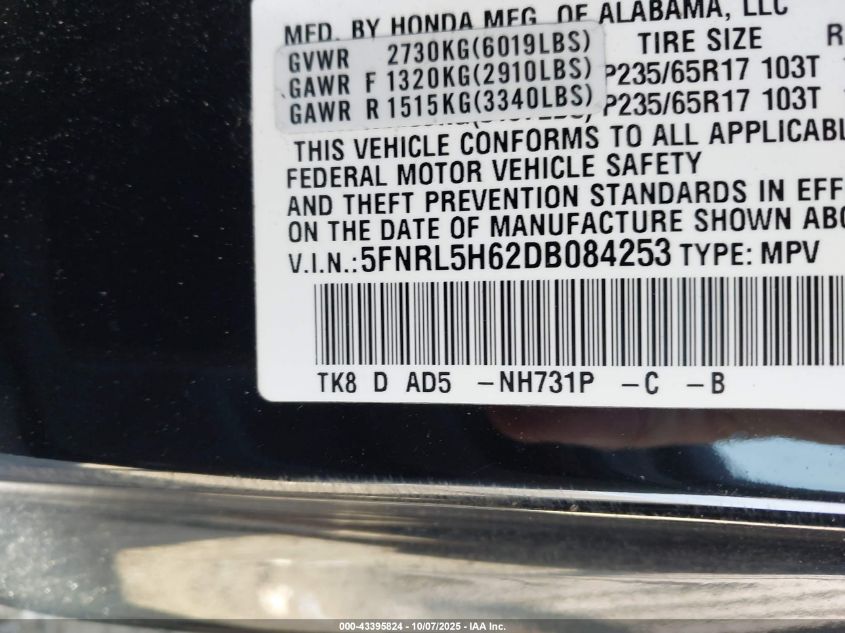 MFD. BY HONDA MFG. OF ALABAMA, LLC
GVWR 2730KG(6019LBS) TIRE SIZE R
GAWR F 1320KG(2910LBS) P235/65R17 103T
GAWR R 1515KG(3340LBS) P235/65R17 103T
THIS VEHICLE CONFORMS TO ALL APPLICABL
FEDERAL MOTOR VEHICLE SAFETY
AND THEFT PREVENTION STANDARDS IN EFF
ON THE DATE OF MANUFACTURE SHOWN ABO
V.I.N.: 5FNRL5H62DB084253 TYPE: MPV
TK8 D AD5 -NH731P -C -B
000-43395824 | 10/07/2025 | IAA Inc.